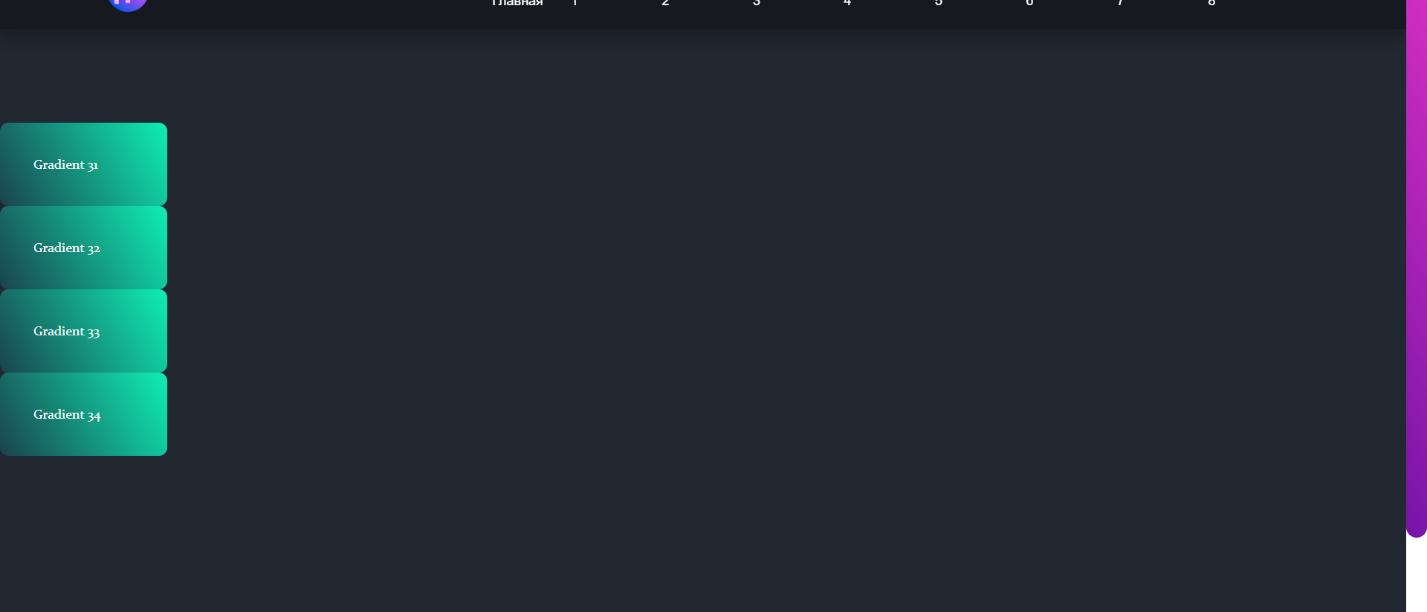 Главная 1 2 3 4 5 6 7 8
Gradient 31
Gradient 32
Gradient 33
Gradient 34